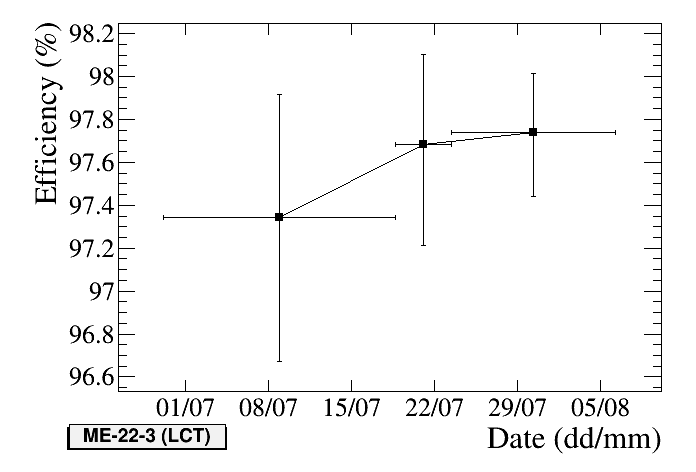 Efficiency (%)
98.2
98
97.8
97.6
97.4
97.2
97
96.8
96.6
01/07 08/07 15/07 22/07 29/07 05/08
ME-22-3 (LCT)
Date (dd/mm)